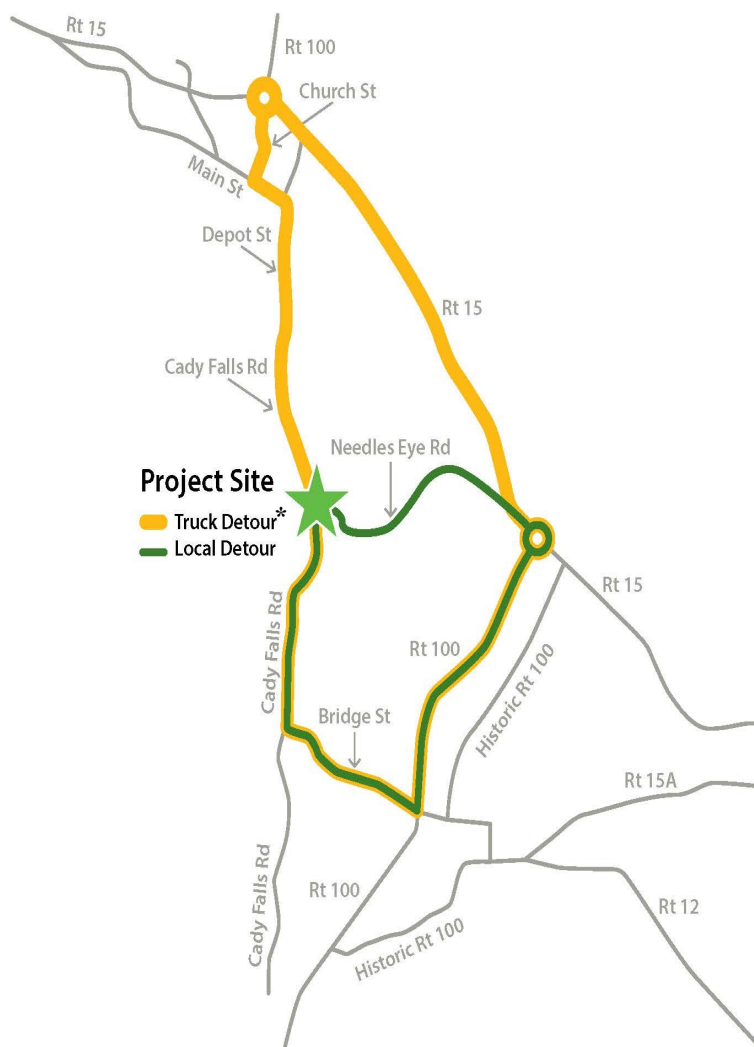 Rt 15
Rt 100
Church St
Main St
Depot St
Rt 15
Cady Falls Rd
Needles Eye Rd
Project Site
Truck Detour*
Local Detour
Rt 15
Cady Falls Rd
Rt 100
Historic Rt 100
Bridge St
Rt 15A
Cady Falls Rd
Rt 100
Historic Rt 100
Rt 12